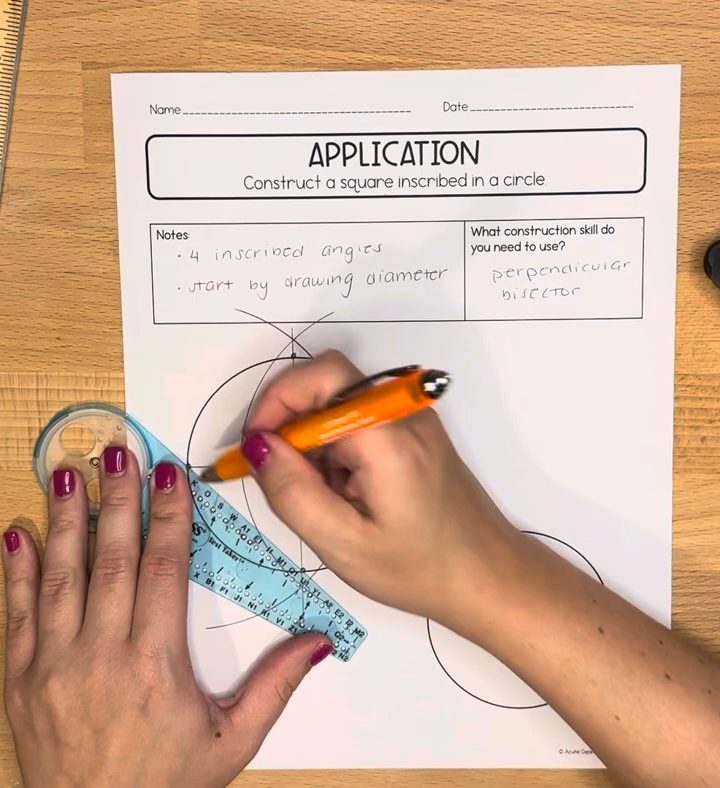 Name Date
APPLICATION
Construct a square inscribed in a circle.
Notes:
• 4 inscribed angles
• start by drawing diameter
What construction skill do
you need to use?
perpendicular
bisector
© Acute